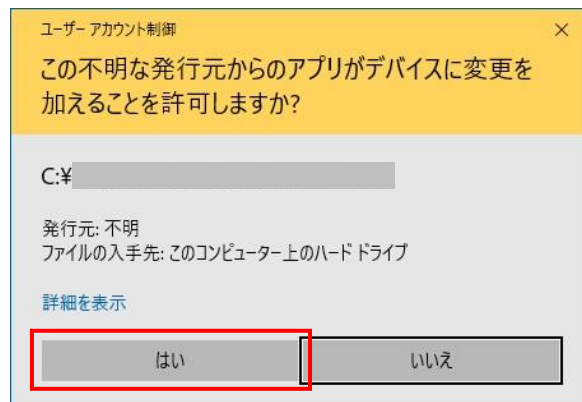 ユーザー アカウント制御
この不明な発行元からのアプリがデバイスに変更を
加えることを許可しますか?
C:¥
発行元: 不明
ファイルの入手先: このコンピューター上のハード ドライブ
詳細を表示
はい
いいえ